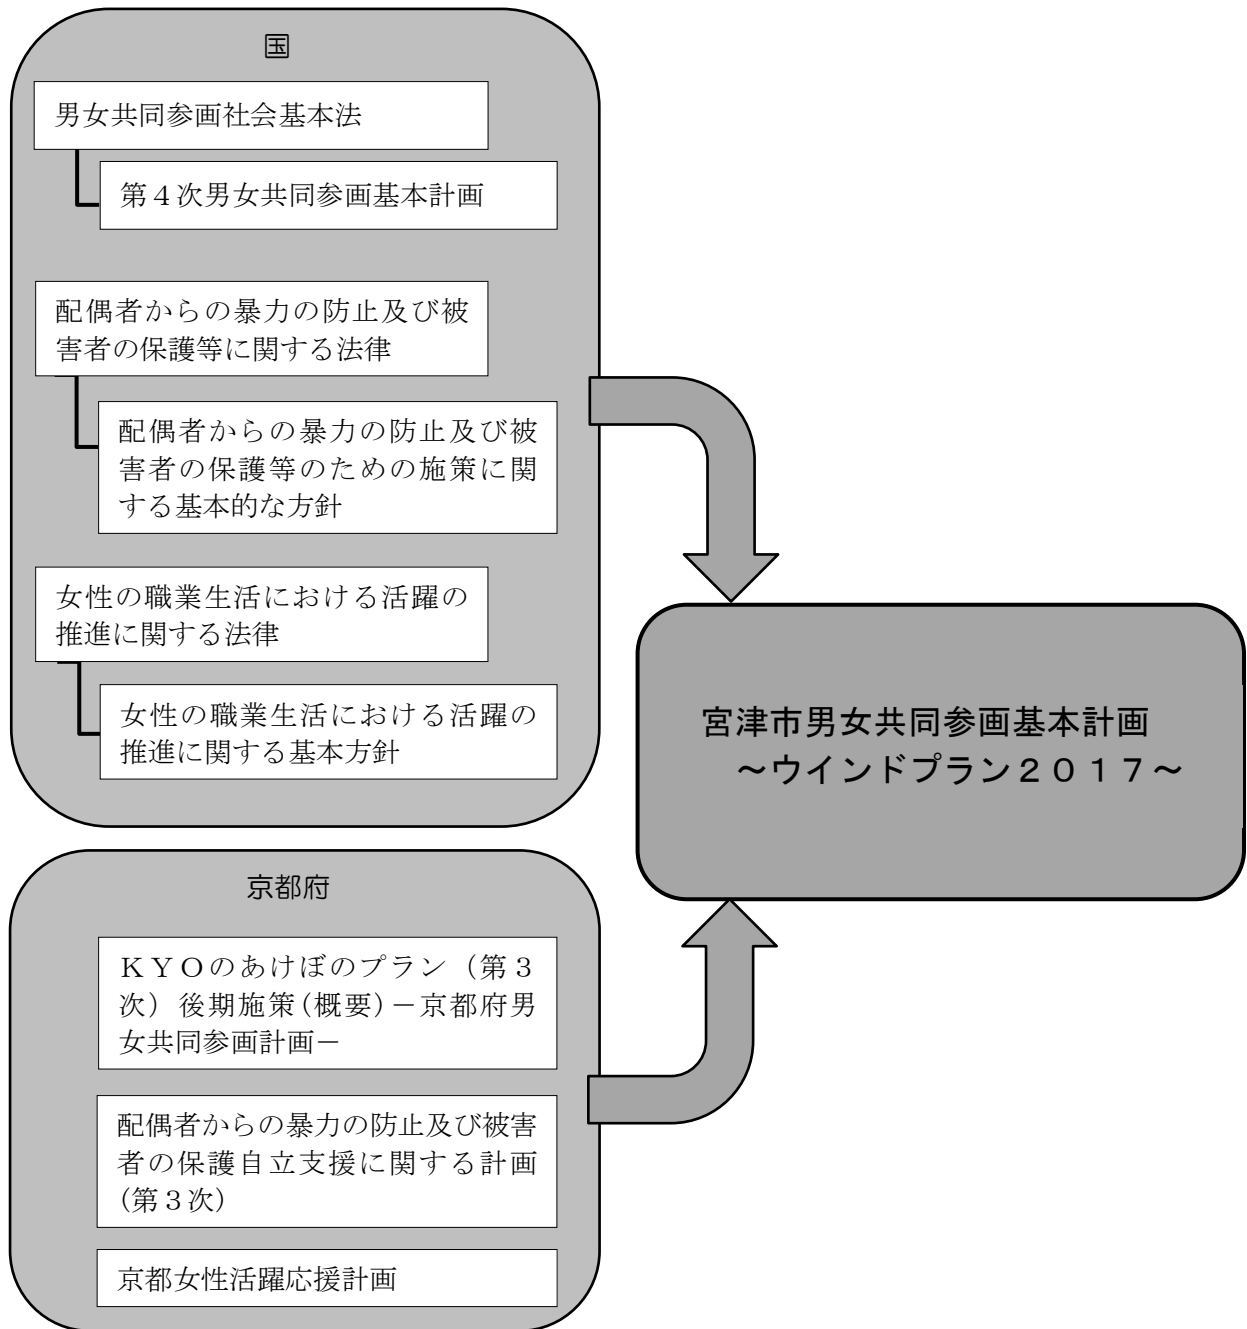 国
男女共同参画社会基本法
第４次男女共同参画基本計画
配偶者からの暴力の防止及び被
害者の保護等に関する法律
配偶者からの暴力の防止及び被
害者の保護等のための施策に関
する基本的な方針
女性の職業生活における活躍の
推進に関する法律
女性の職業生活における活躍の
推進に関する基本方針
宮津市男女共同参画基本計画
～ウインドプラン２０１７～
京都府
ＫＹＯのあけぼのプラン（第３
次）後期施策(概要)－京都府男
女共同参画計画－
配偶者からの暴力の防止及び被害
者の保護自立支援に関する計画
(第３次)
京都女性活躍応援計画